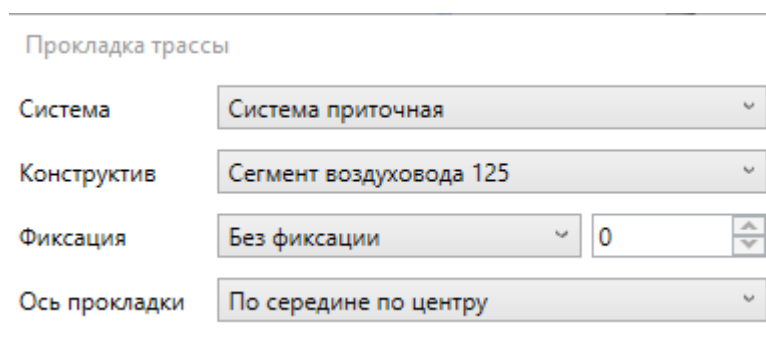 Прокладка трассы
Система Система приточная
Конструктив Сегмент воздуховода 125
Фиксация Без фиксации 0
Ось прокладки По середине по центру